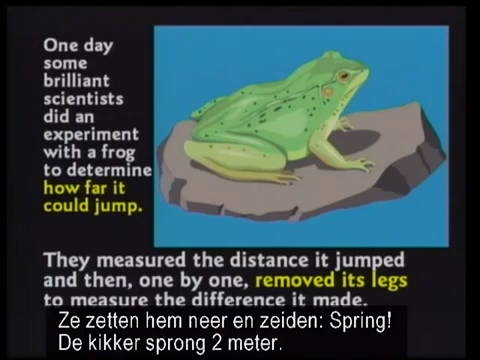 One day
some
brilliant
scientists
did an
experiment
with a frog
to determine
how far it
could jump.
They measured the distance it jumped
and then, one by one, removed its legs
to measure the difference it made.
Ze zetten hem neer en zeiden: Spring!
De kikker sprong 2 meter.